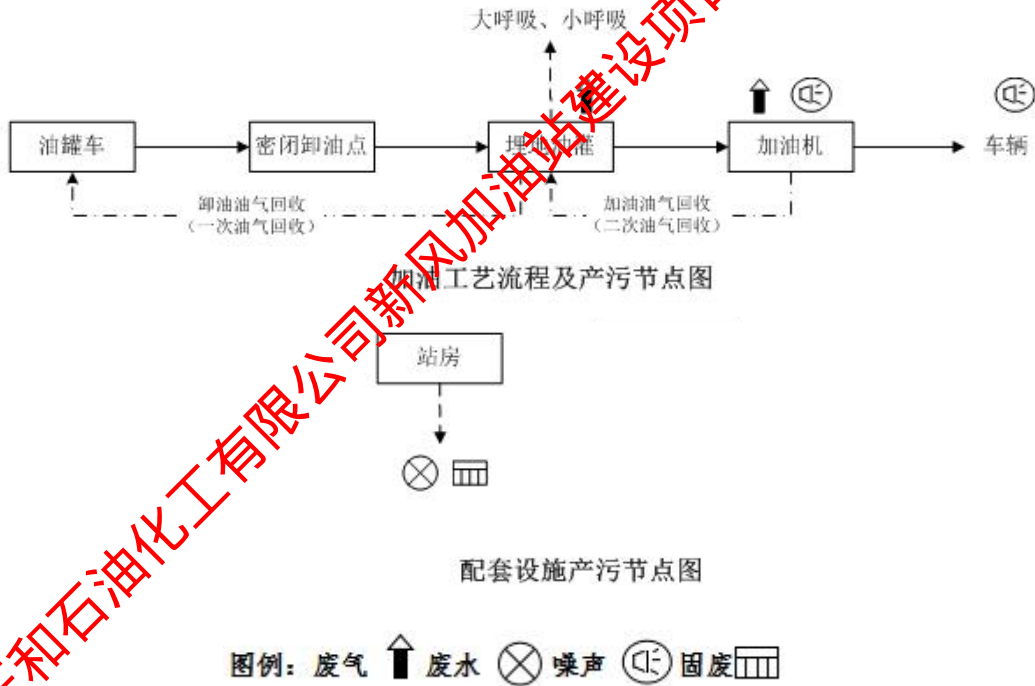 大呼吸、小呼吸
油罐车
密闭卸油点
埋地油灌
加油机
车辆
卸油油气回收
（一次油气回收）
加油油气回收
（二次油气回收）
加油工艺流程及产污节点图
站房
配套设施产污节点图
图例：废气 废水 噪声 固废
和石油化工有限公司新风加油站建设项